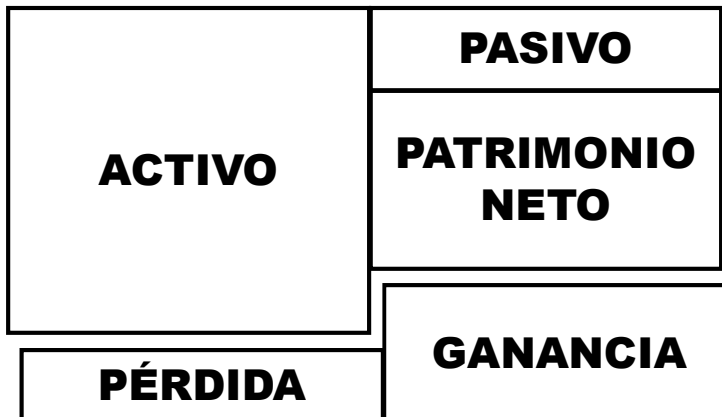 PASIVO
ACTIVO
PATRIMONIO
NETO
GANANCIA
PÉRDIDA